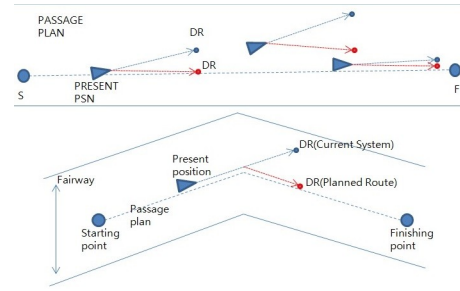 PASSAGE
PLAN
DR
DR
PRESENT
PSN
S
F
DR(Current System)
Present
position
Fairway
DR(Planned Route)
Passage
plan
Starting
point
Finishing
point